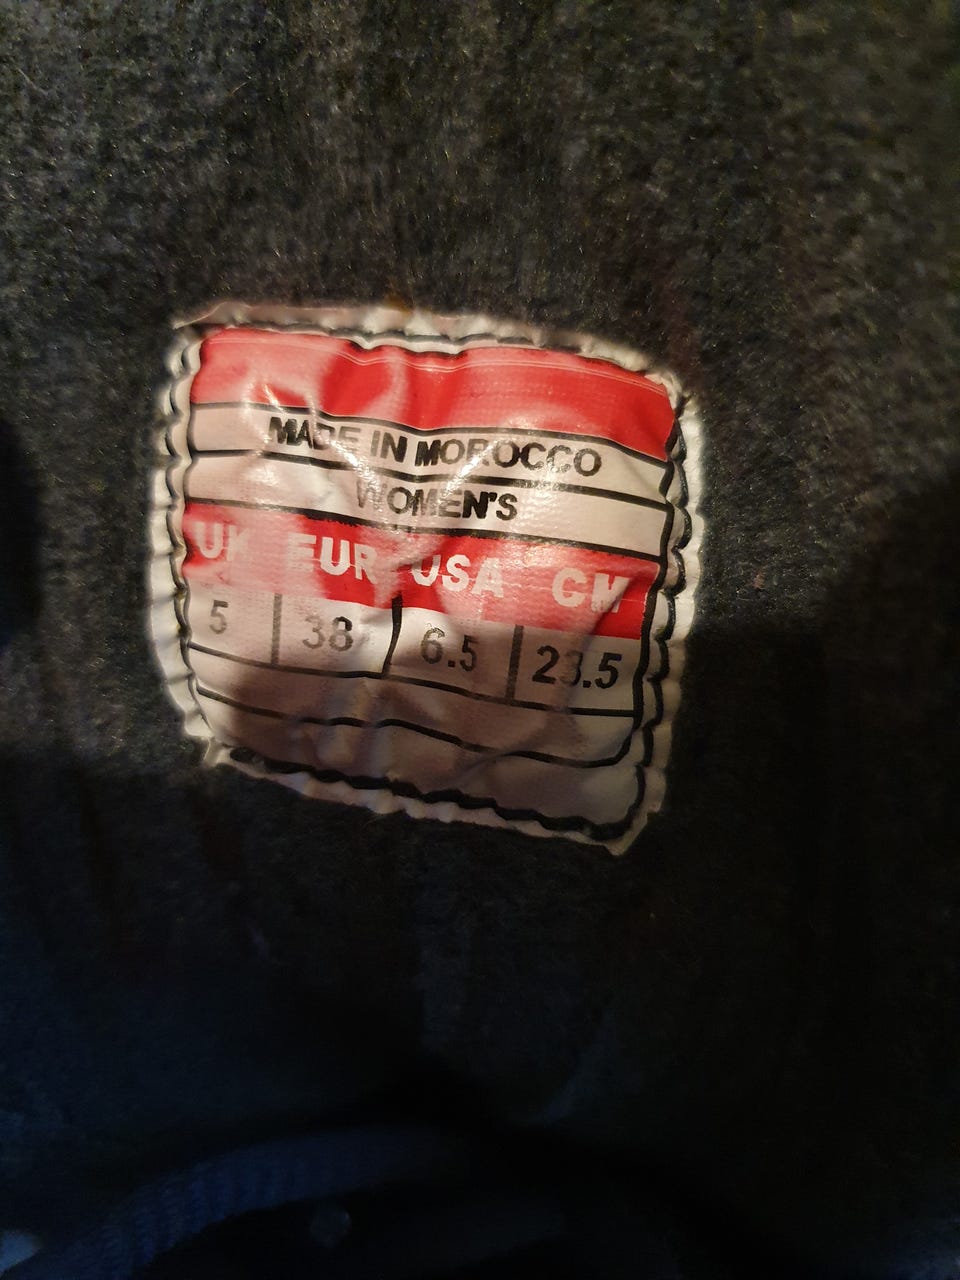 MADE IN MOROCCO
WOMEN'S
UK EUR USA CM
5 38 6.5 23.5